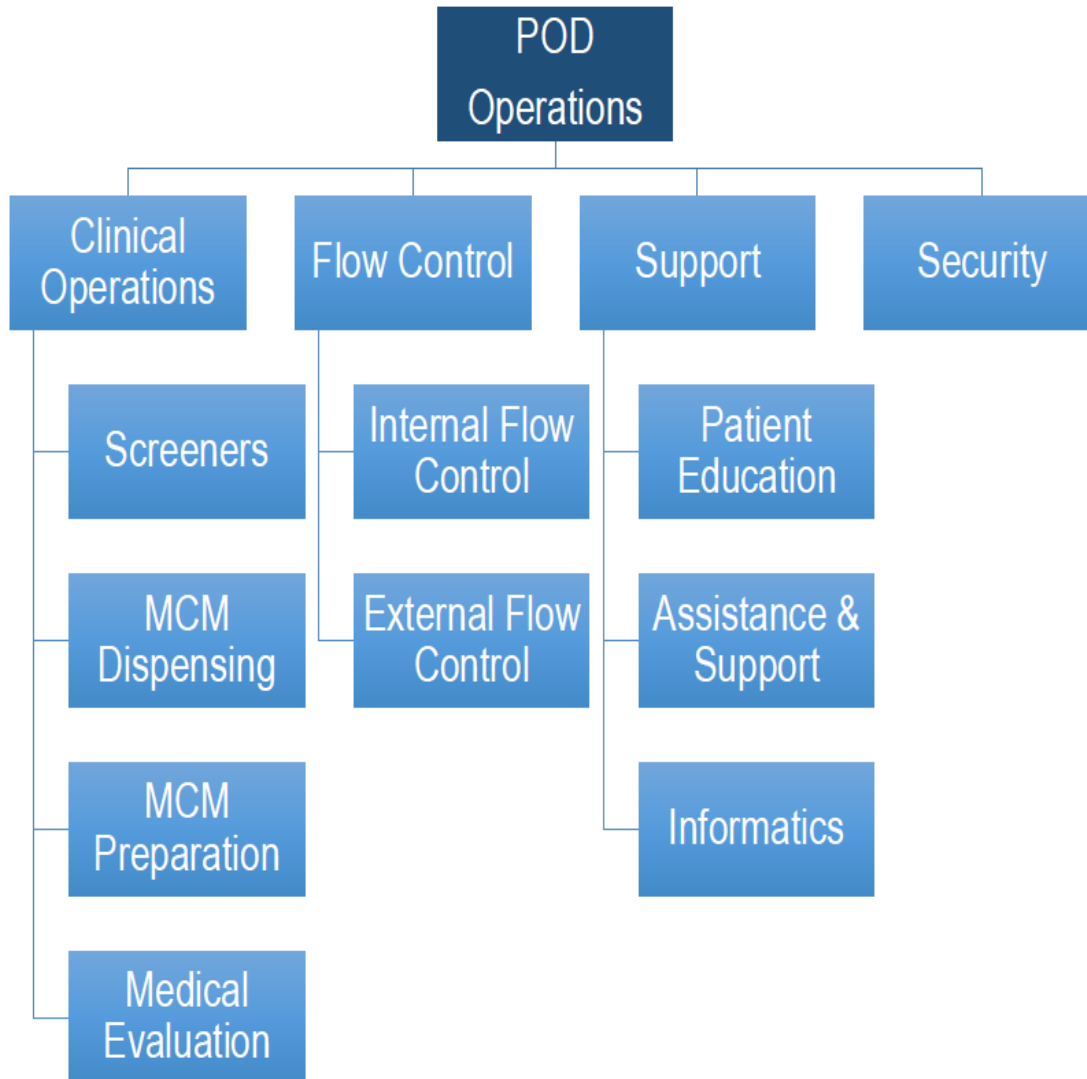 POD
Operations
Clinical
Operations
Flow Control
Support
Security
Screeners
Internal Flow
Control
Patient
Education
MCM
Dispensing
External Flow
Control
Assistance &
Support
MCM
Preparation
Informatics
Medical
Evaluation